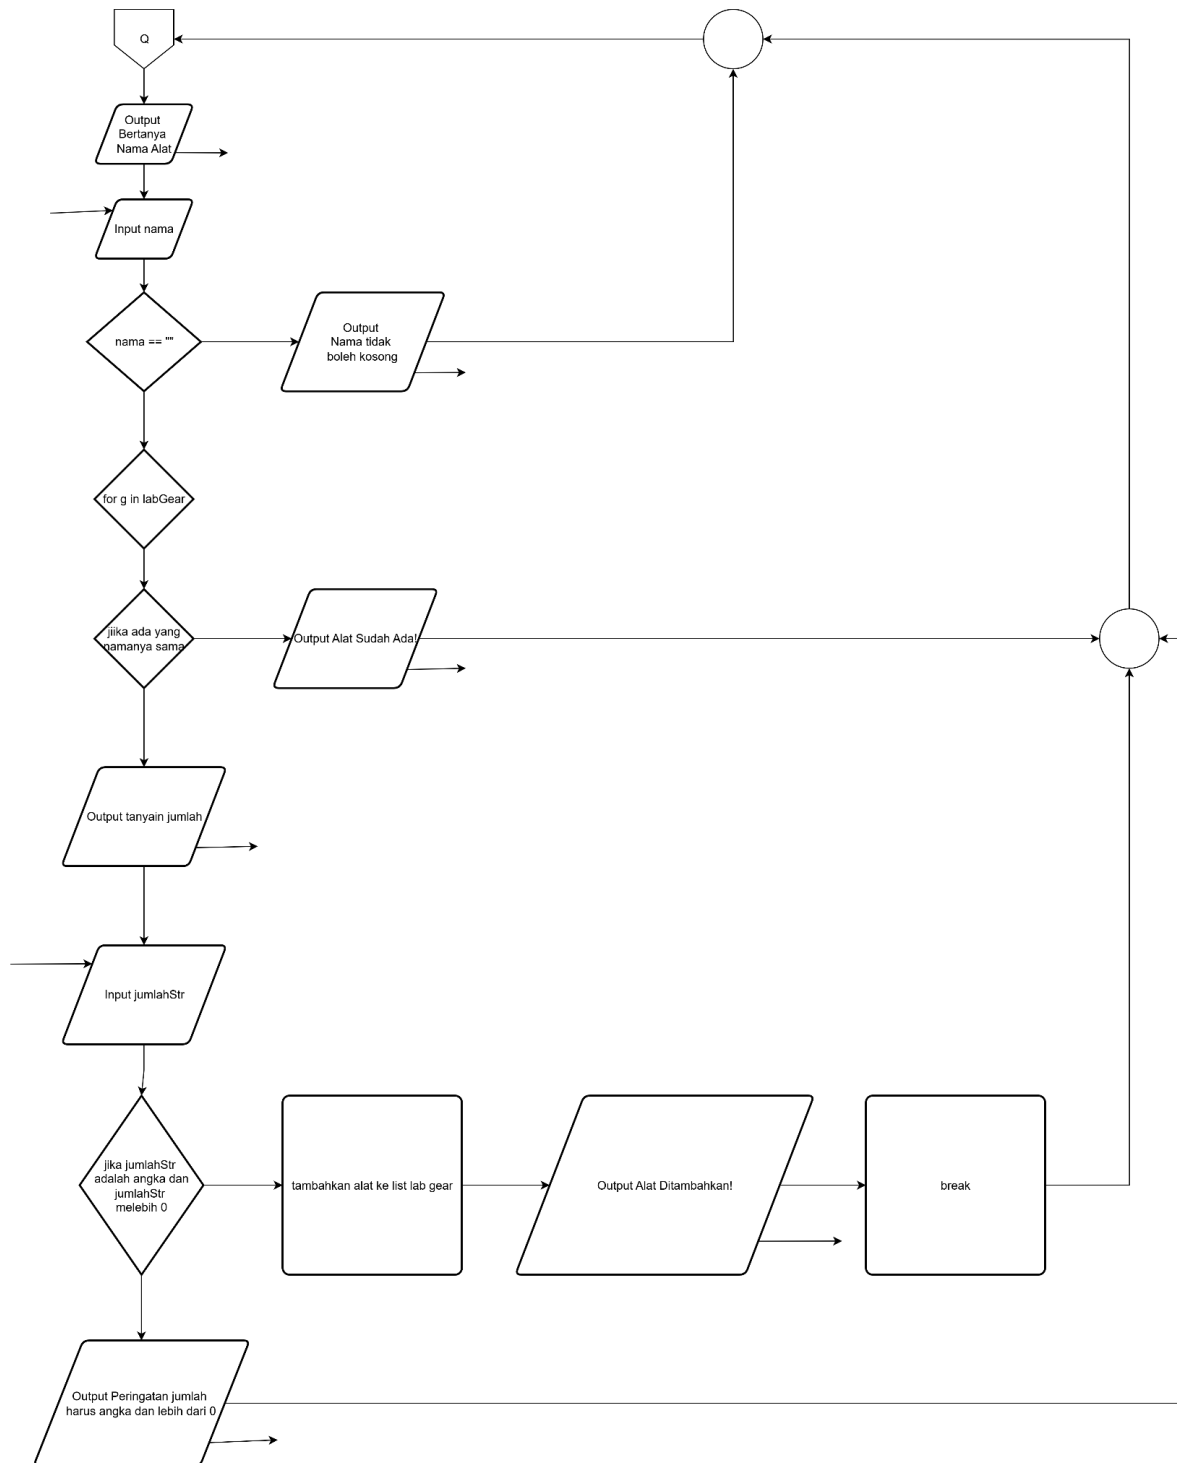 Q
Output
Bertanya
Nama Alat
Input nama
nama == ""
Output
Nama tidak
boleh kosong
for g in labGear
jiika ada yang
namanya sama
Output Alat Sudah Ada!
Output tanyain jumlah
Input jumlahStr
jika jumlahStr
adalah angka dan
jumlahStr
melebih 0
tambahkan alat ke list lab gear
Output Alat Ditambahkan!
break
Output Peringatan jumlah
harus angka dan lebih dari 0